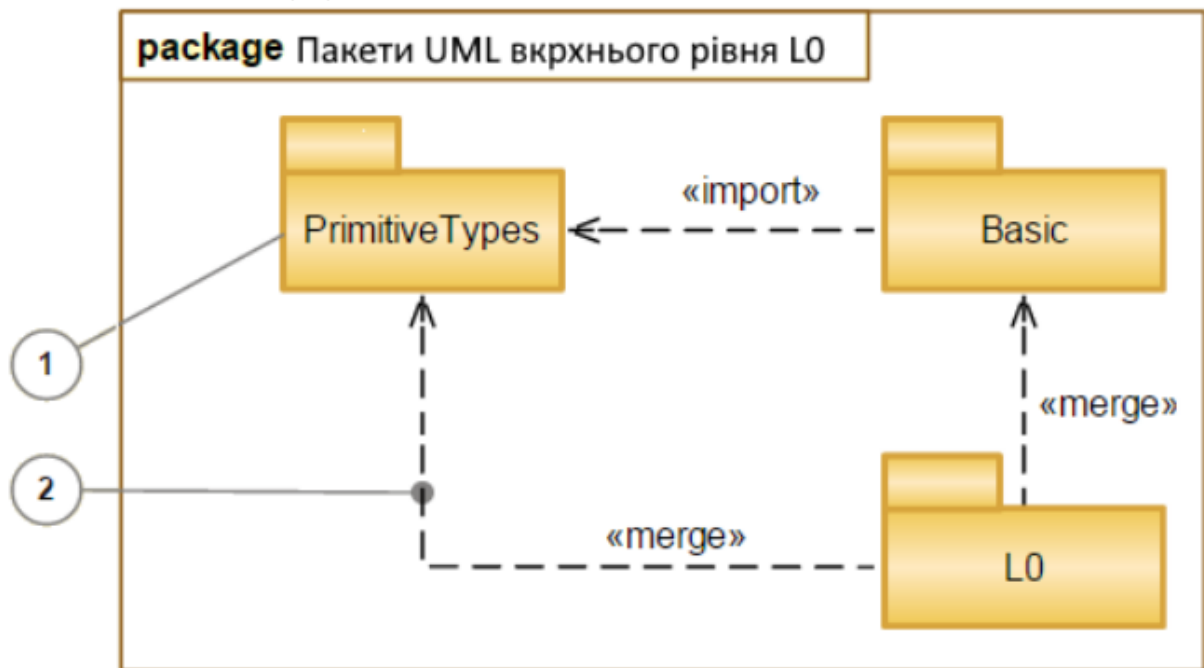 package Пакети UML вкрхнього рівня L0
«import»
PrimitiveTypes
Basic
1
«merge»
2
«merge»
L0